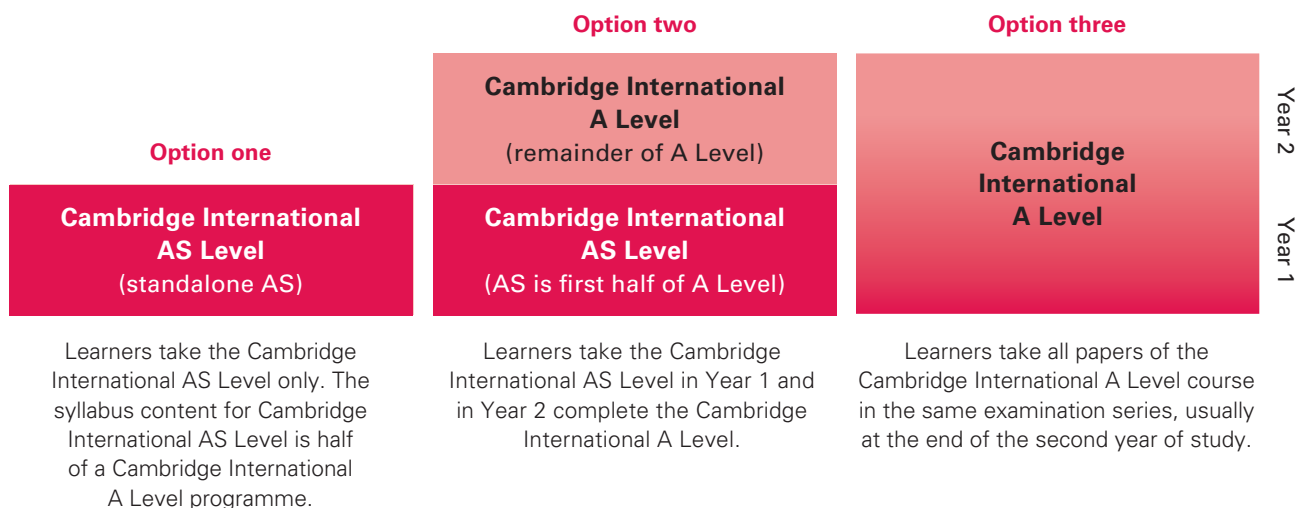 Option one
Cambridge International
AS Level
(standalone AS)
Learners take the Cambridge
International AS Level only. The
syllabus content for Cambridge
International AS Level is half
of a Cambridge International
A Level programme.
Option two
Cambridge International
A Level
(remainder of A Level)
Cambridge International
AS Level
(AS is first half of A Level)
Learners take the Cambridge
International AS Level in Year 1 and
in Year 2 complete the Cambridge
International A Level.
Option three
Cambridge
International
A Level
Learners take all papers of the
Cambridge International A Level course
in the same examination series, usually
at the end of the second year of study.
Year 2
Year 1